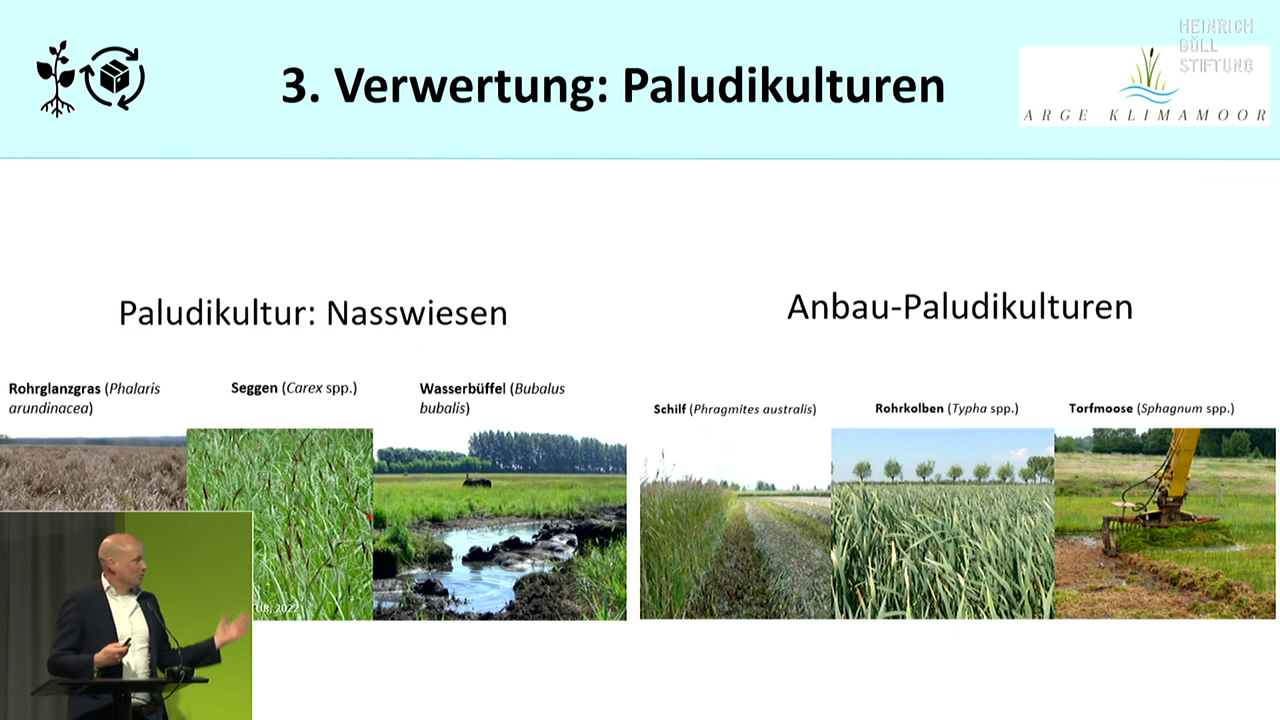 3. Verwertung: Paludikulturen
HEINRICH
BÖLL
STIFTUNG
ARGE KLIMAMOOR
Paludikultur: Nasswiesen
Anbau-Paludikulturen
Rohrglanzgras (Phalaris
arundinacea)
Seggen (Carex spp.)
Wasserbüffel (Bubalus
bubalis)
Schilf (Phragmites australis)
Rohrkolben (Typha spp.)
Torfmoose (Sphagnum spp.)
2022